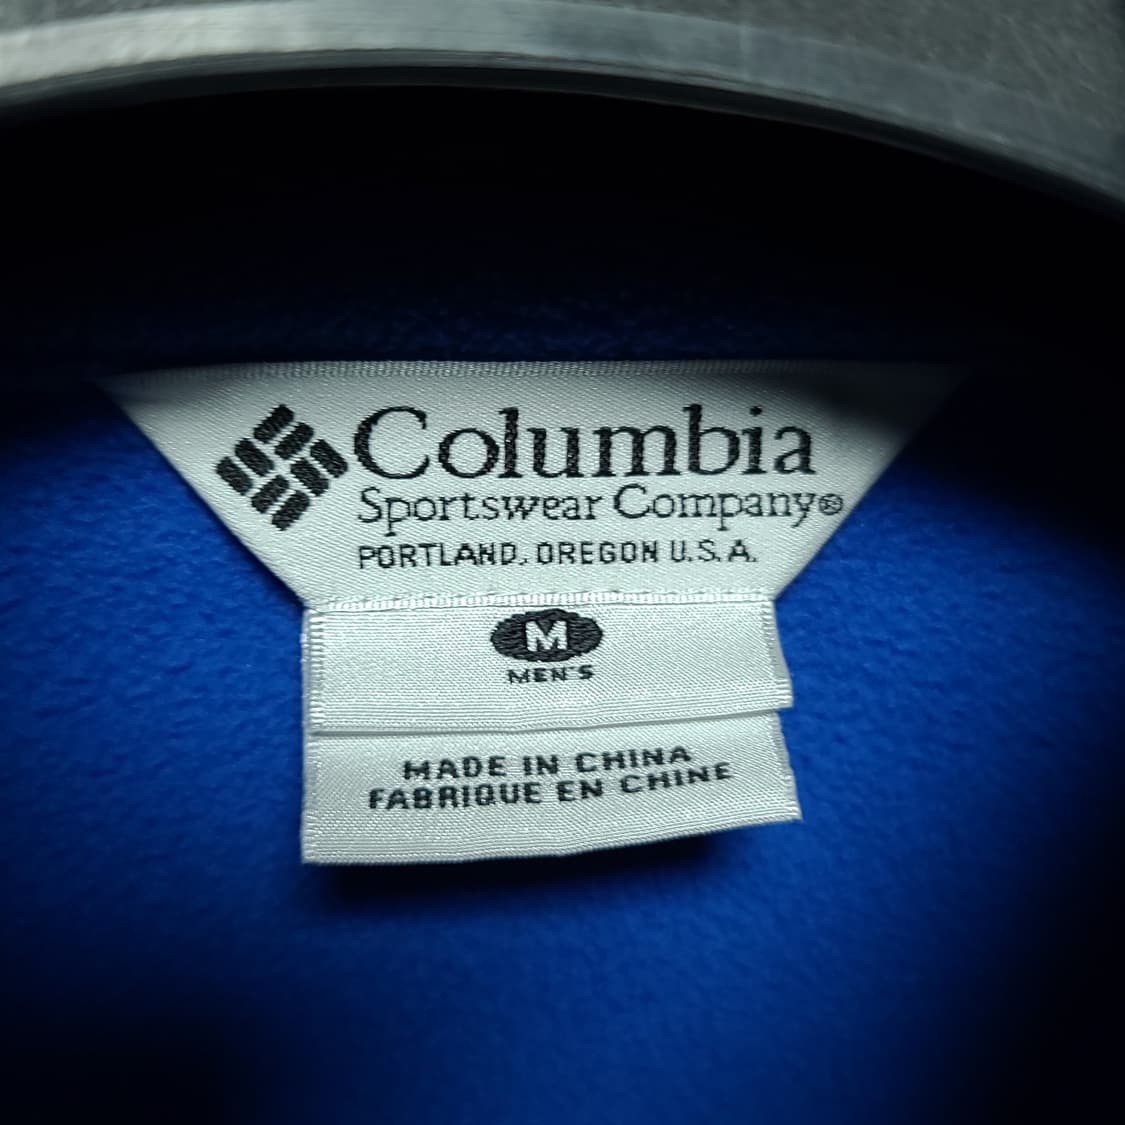 Columbia
Sportswear Company®
PORTLAND, OREGON U.S.A.
M
MEN'S
MADE IN CHINA
FABRIQUE EN CHINE